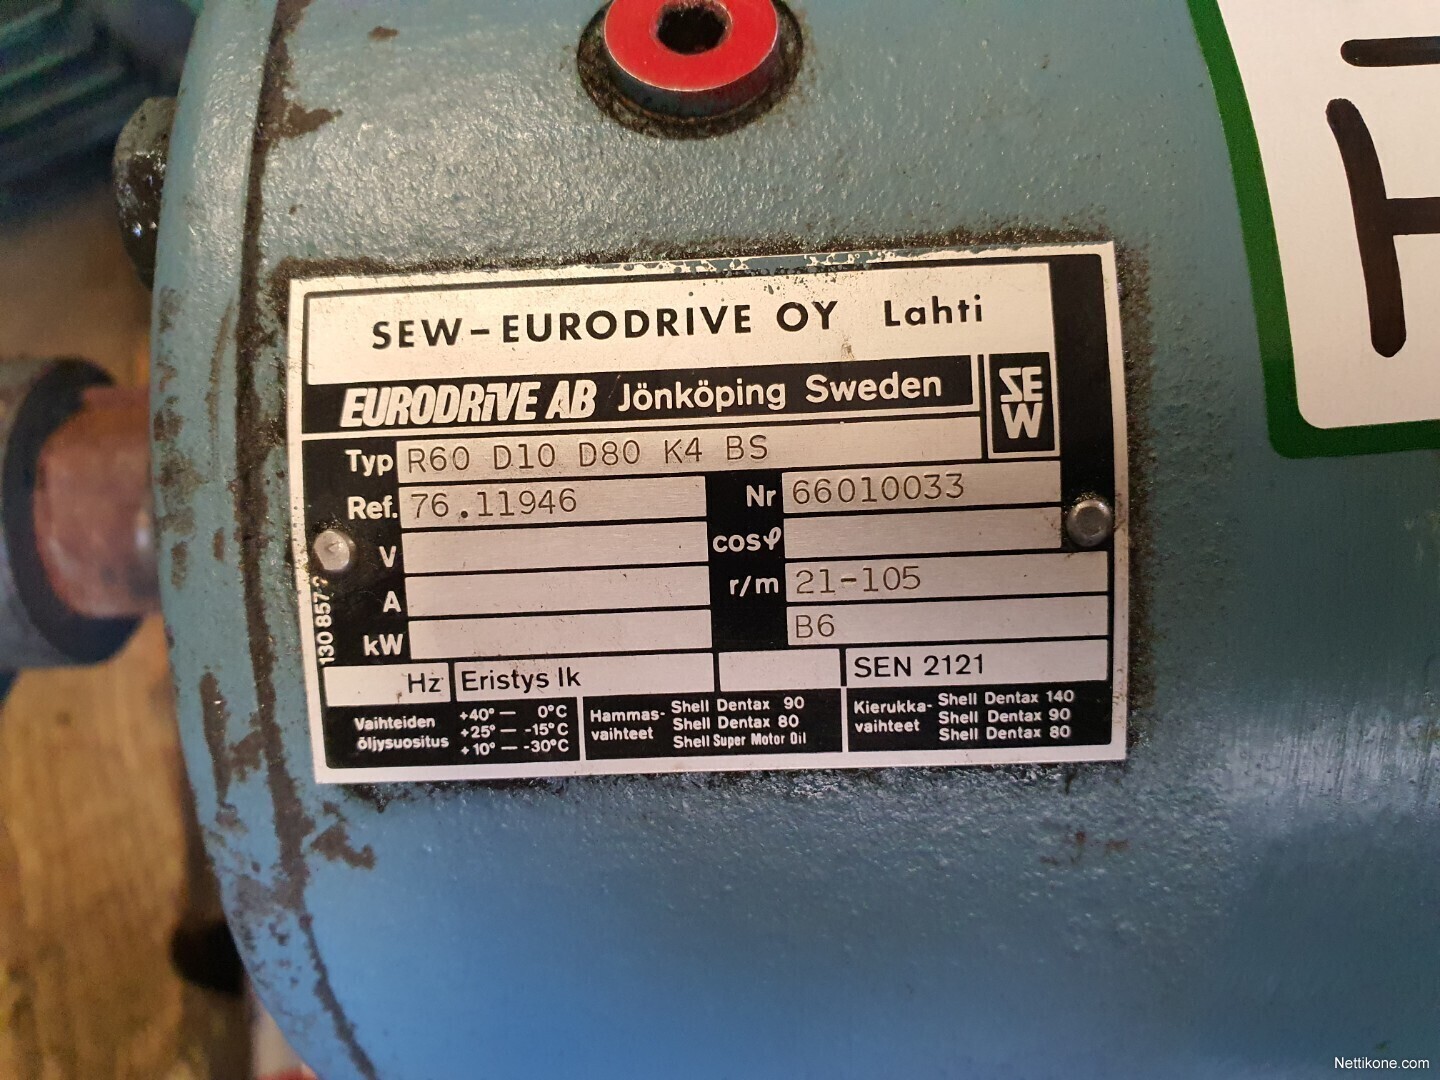 SEW-EURODRIVE OY Lahti
EURODRIVE AB Jönköping Sweden
SEW
Typ R60 D10 D80 K4 BS
Ref. 76.11946 Nr 66010033
V cosφ
A r/m 21-105
kW B6
Hz Eristys lk SEN 2121
130 857
Vaihteiden öljysuositus
+40° — 0°C
+25° — -15°C
+10° — -30°C
Hammas-vaihteet
Shell Dentax 90
Shell Dentax 80
Shell Super Motor Oil
Kierukka-vaihteet
Shell Dentax 140
Shell Dentax 90
Shell Dentax 80
Nettikone.com